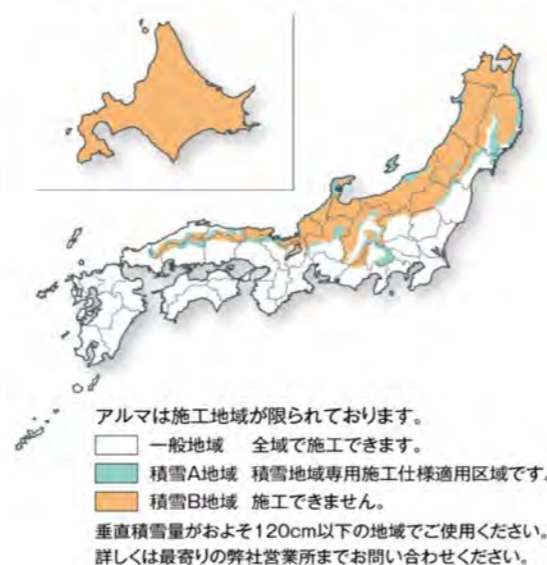 アルマは施工地域が限られております。
一般地域 全域で施工できます。
積雪A地域 積雪地域専用施工仕様適用区域です。
積雪B地域 施工できません。
垂直積雪量がおよそ120cm以下の地域でご使用ください。
詳しくは最寄りの弊社営業所までお問い合わせください。